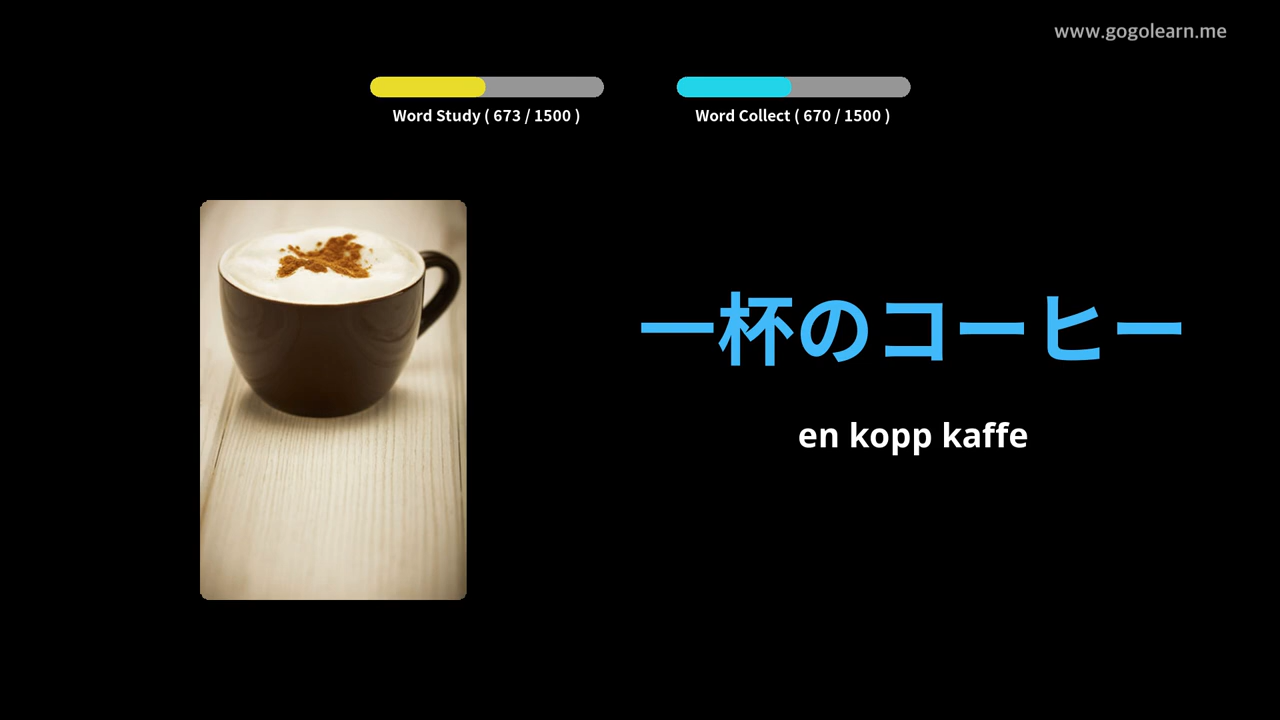 www.gogolearn.me
Word Study ( 673 / 1500 )
Word Collect ( 670 / 1500 )
一杯のコーヒー
en kopp kaffe